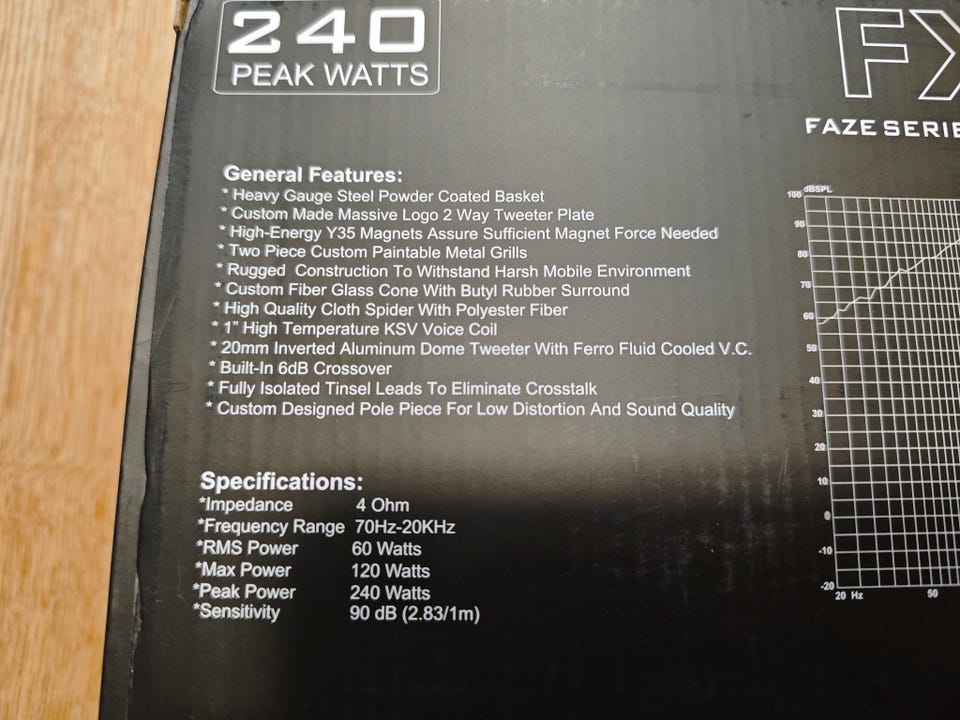 240
PEAK WATTS
FX
FAZE SERIE
General Features:
* Heavy Gauge Steel Powder Coated Basket
* Custom Made Massive Logo 2 Way Tweeter Plate
* High-Energy Y35 Magnets Assure Sufficient Magnet Force Needed
* Two Piece Custom Paintable Metal Grills
* Rugged Construction To Withstand Harsh Mobile Environment
* Custom Fiber Glass Cone With Butyl Rubber Surround
* High Quality Cloth Spider With Polyester Fiber
* 1" High Temperature KSV Voice Coil
* 20mm Inverted Aluminum Dome Tweeter With Ferro Fluid Cooled V.C.
* Built-In 6dB Crossover
* Fully Isolated Tinsel Leads To Eliminate Crosstalk
* Custom Designed Pole Piece For Low Distortion And Sound Quality
Specifications:
*Impedance 4 Ohm
*Frequency Range 70Hz-20KHz
*RMS Power 60 Watts
*Max Power 120 Watts
*Peak Power 240 Watts
*Sensitivity 90 dB (2.83/1m)
100 dBSPL
90
80
70
60
50
40
30
20
10
0
-10
-20
20 Hz 50